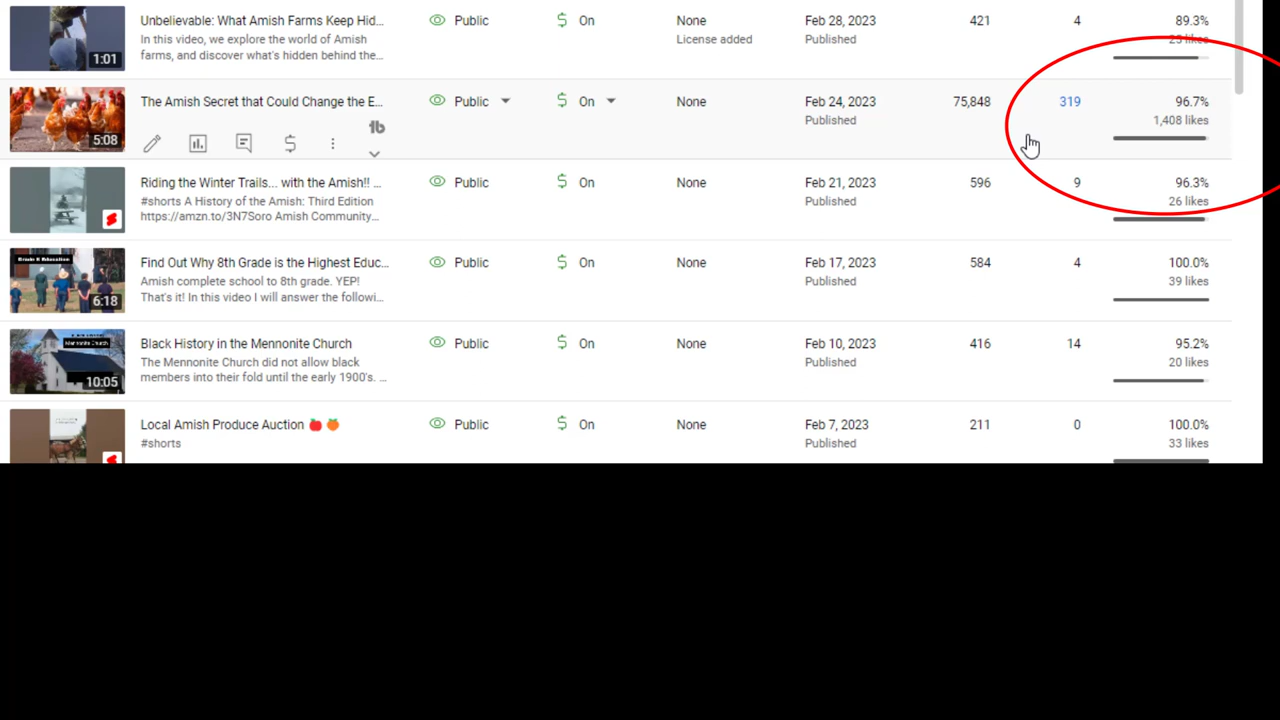 Unbelievable: What Amish Farms Keep Hid...
Public
On
None
Feb 28, 2023
421
4
89.3%
In this video, we explore the world of Amish
License added
Published
25 likes
farms, and discover what's hidden behind the...
1:01
The Amish Secret that Could Change the E...
Public
On
None
Feb 24, 2023
75,848
319
96.7%
Published
1,408 likes
5:08
Riding the Winter Trails... with the Amish!! ...
Public
On
None
Feb 21, 2023
596
9
96.3%
#shorts A History of the Amish: Third Edition
Published
26 likes
https://amzn.to/3N7Soro Amish Community...
Find Out Why 8th Grade is the Highest Educ...
Public
On
None
Feb 17, 2023
584
4
100.0%
Amish complete school to 8th grade. YEP!
Published
39 likes
That's it! In this video I will answer the followi...
6:18
Black History in the Mennonite Church
Public
On
None
Feb 10, 2023
416
14
95.2%
Mennonite Church
The Mennonite Church did not allow black
Published
20 likes
members into their fold until the early 1900's. ...
10:05
Local Amish Produce Auction 🍎 🍊
Public
On
None
Feb 7, 2023
211
0
100.0%
#shorts
Published
33 likes